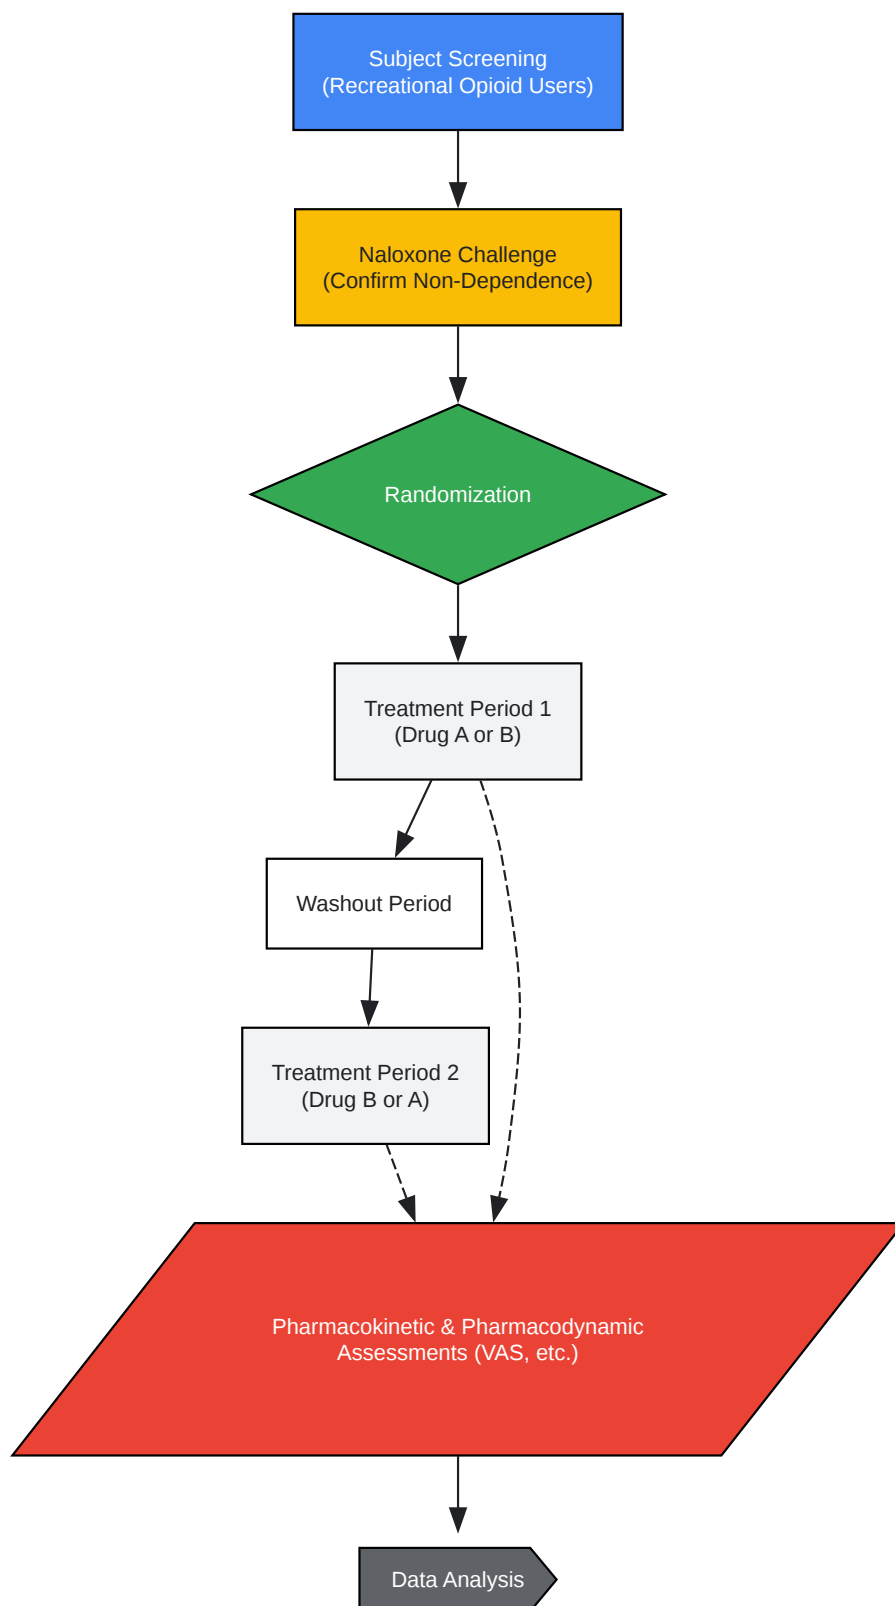 Subject Screening
(Recreational Opioid Users)
Naloxone Challenge
(Confirm Non-Dependence)
Randomization
Treatment Period 1
(Drug A or B)
Washout Period
Treatment Period 2
(Drug B or A)
Pharmacokinetic & Pharmacodynamic
Assessments (VAS, etc.)
Data Analysis